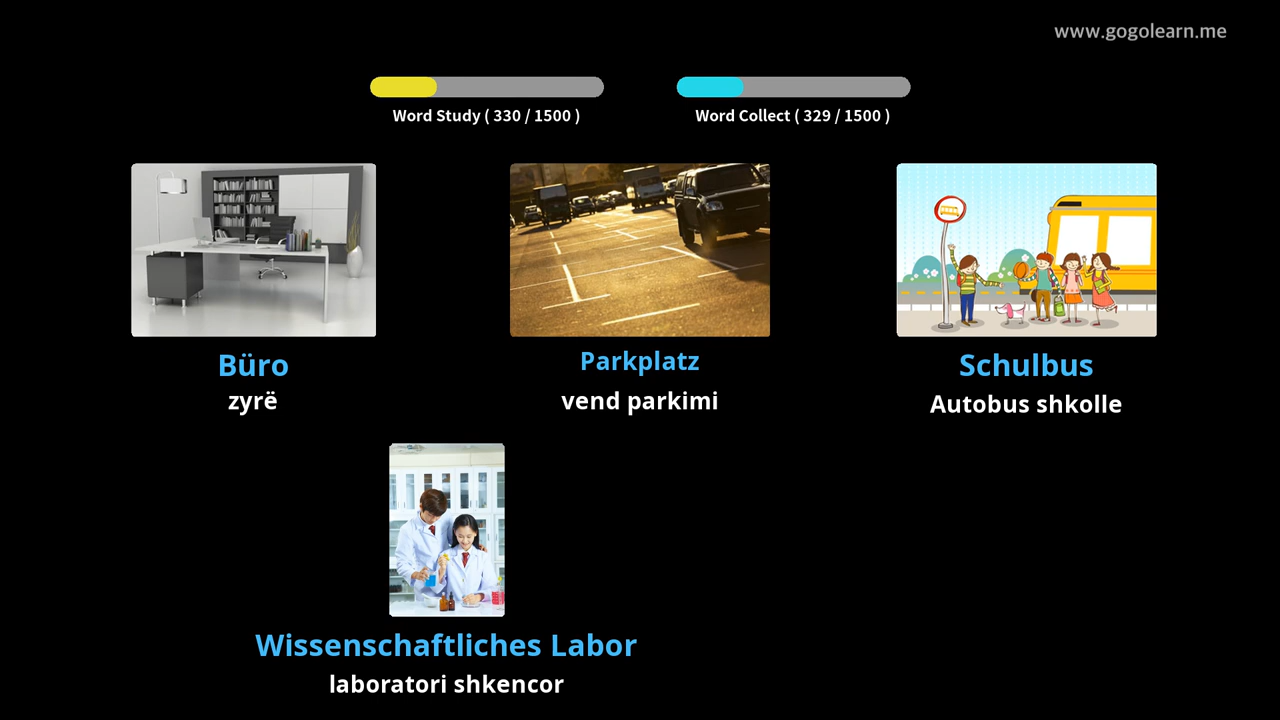 www.gogolearn.me
Word Study ( 330 / 1500 )
Word Collect ( 329 / 1500 )
Büro
zyrë
Parkplatz
vend parkimi
Schulbus
Autobus shkolle
Wissenschaftliches Labor
laboratori shkencor